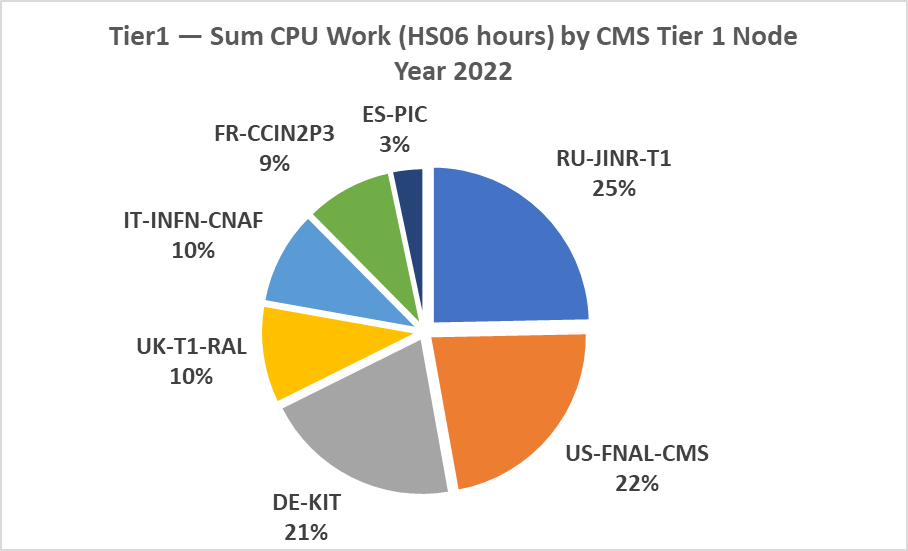 Tier1 — Sum CPU Work (HS06 hours) by CMS Tier 1 Node
Year 2022
ES-PIC
3%
FR-CCIN2P3
9%
RU-JINR-T1
25%
IT-INFN-CNAF
10%
UK-T1-RAL
10%
US-FNAL-CMS
22%
DE-KIT
21%